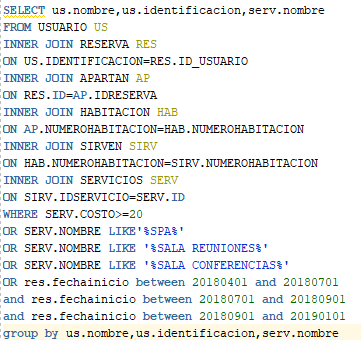 SELECT us.nombre,us.identificacion,serv.nombre
FROM USUARIO US
INNER JOIN RESERVA RES
ON US.IDENTIFICACION=RES.ID_USUARIO
INNER JOIN APARTAN AP
ON RES.ID=AP.IDRESERVA
INNER JOIN HABITACION HAB
ON AP.NUMEROHABITACION=HAB.NUMEROHABITACION
INNER JOIN SIRVEN SIRV
ON HAB.NUMEROHABITACION=SIRV.NUMEROHABITACION
INNER JOIN SERVICIOS SERV
ON SIRV.IDSERVICIO=SERV.ID
WHERE SERV.COSTO>=20
OR SERV.NOMBRE LIKE'%SPA%'
OR SERV.NOMBRE LIKE '%SALA REUNIONES%'
OR SERV.NOMBRE LIKE '%SALA CONFERENCIAS%'
OR res.fechainicio between 20180401 and 20180701
and res.fechainicio between 20180701 and 20180901
and res.fechainicio between 20180901 and 20190101
group by us.nombre,us.identificacion,serv.nombre